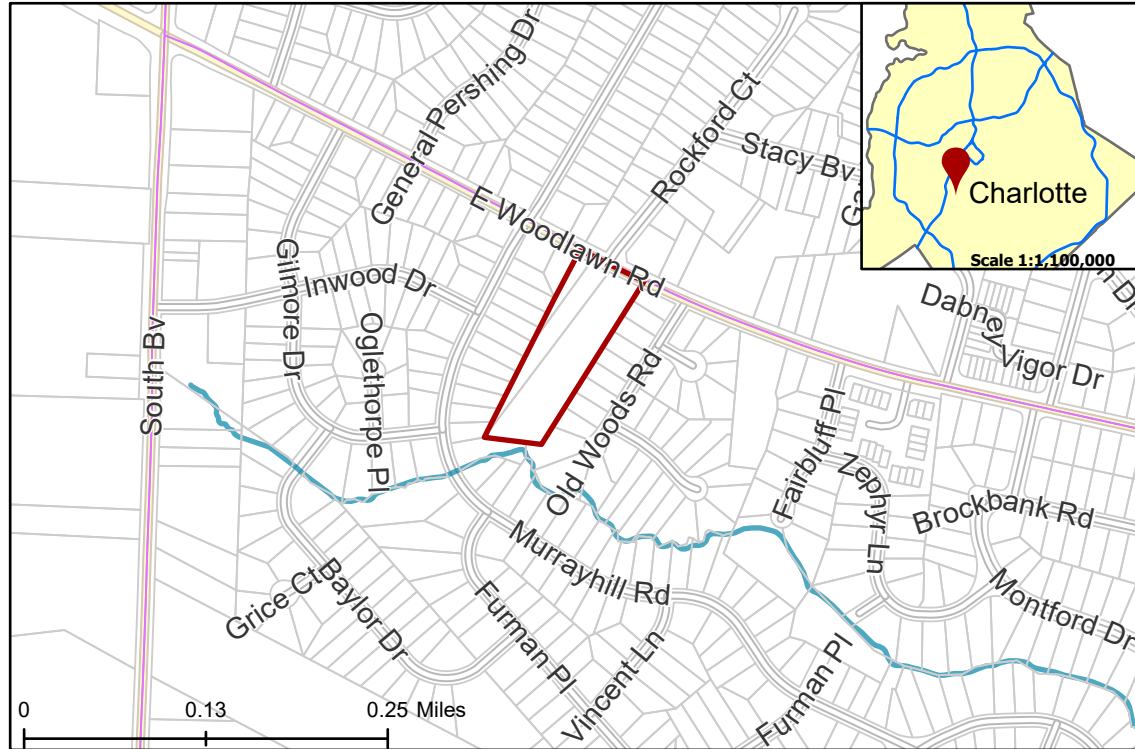 General Pershing Dr
Rockford Ct
Stacy Bv
Charlotte
Scale 1:1,100,000
E Woodlawn Rd
Gilmore Dr
Inwood Dr
Oglethorpe Pl
South Bv
Old Woods Rd
Dabney
Vigor Dr
Fairbluff Pl
Zephyr Ln
Brockbank Rd
Montford Dr
Murrayhill Rd
Grice Ct
Baylor Dr
Furman Pl
Vincent Ln
Furman Pl
0
0.13
0.25 Miles